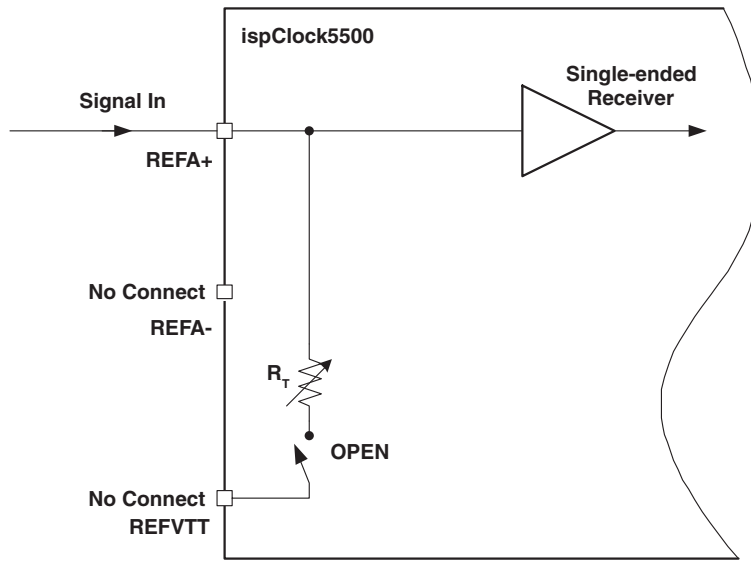 ispClock5500
Single-ended
Receiver
Signal In
REFA+
No Connect
REFA-
RT
OPEN
No Connect
REFVTT